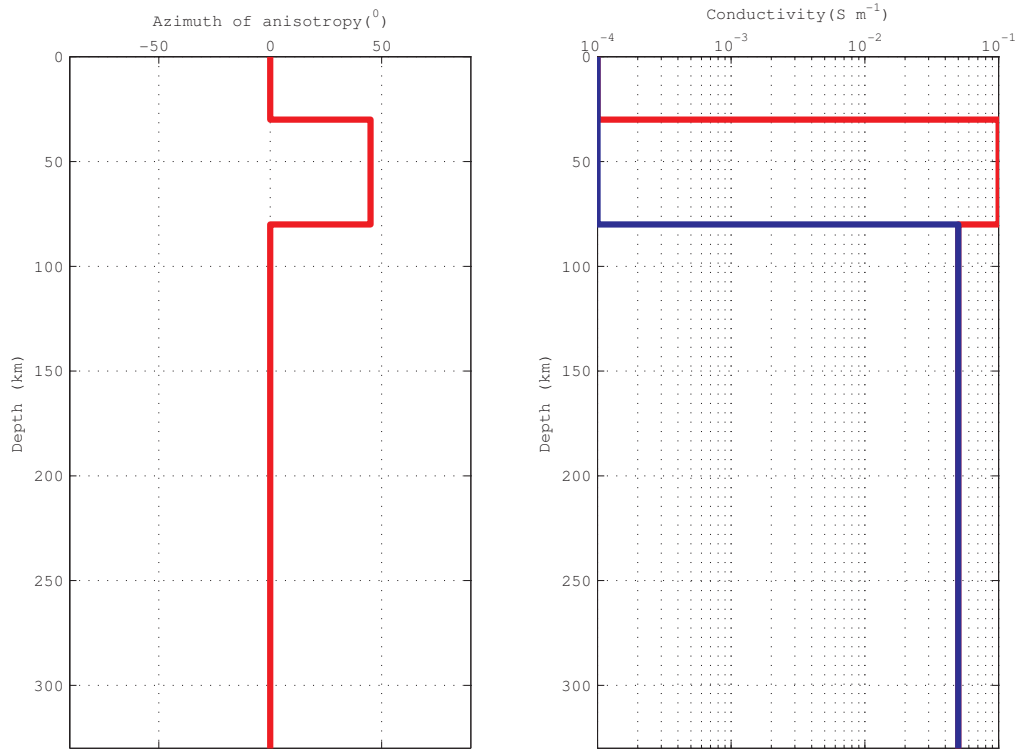 Azimuth of anisotropy(⁰)
−50 0 50
0
50
100
150
200
250
300
Depth (km)
Conductivity(S m⁻¹)
10⁻⁴ 10⁻³ 10⁻² 10⁻¹
0
50
100
150
200
250
300
Depth (km)